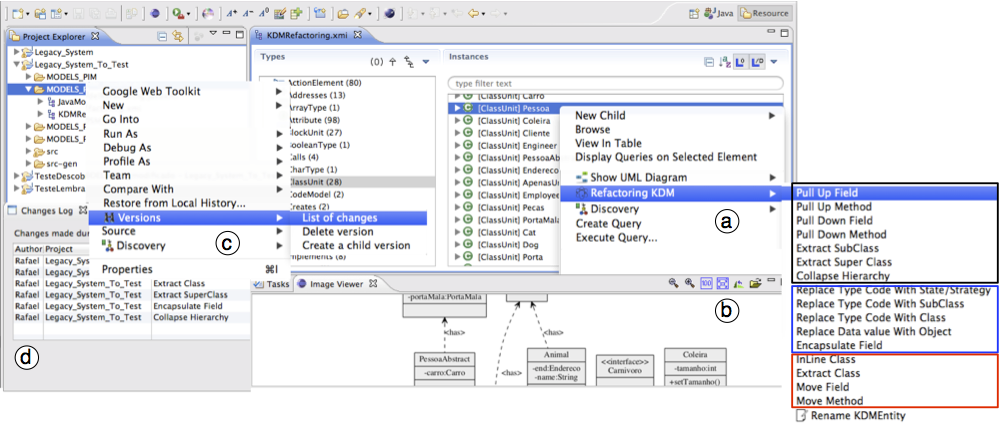 Java
Resource
Project Explorer
Legacy_System
Legacy_System_To_Test
MODELS_PIM
MODELS_P
JavaMo
KDMRe
MODELS_F
MODELS_F
src
src-gen
TesteDescob
TesteLembra
Google Web Toolkit
New
Go Into
Run As
Debug As
Profile As
Team
Compare With
Restore from Local History...
Versions
Source
Discovery
Properties
⌘I
c
List of changes
Delete version
Create a child version
KDMRefactoring.xmi
Types
(0)
ActionElement (80)
Addresses (13)
ArrayType (1)
Attribute (98)
BlockUnit (27)
BooleanType (1)
Calls (4)
CharType (1)
ClassUnit (28)
CodeModel (2)
Creates (2)
Implements (8)
Instances
type filter text
[ClassUnit] Carro
[ClassUnit] Pessoa
[ClassUnit] Coleira
[ClassUnit] Cliente
[ClassUnit] Engineer
[ClassUnit] PessoaAb
[ClassUnit] Endereco
[ClassUnit] ApenasU
[ClassUnit] Employee
[ClassUnit] Pecas
[ClassUnit] PortaMala
[ClassUnit] Cat
[ClassUnit] Dog
[ClassUnit] Porta
New Child
Browse
View In Table
Display Queries on Selected Element
Show UML Diagram
Refactoring KDM
Discovery
Create Query
Execute Query...
a
Pull Up Field
Pull Up Method
Pull Down Field
Pull Down Method
Extract SubClass
Extract Super Class
Collapse Hierarchy
Replace Type Code With State/Strategy
Replace Type Code With SubClass
Replace Type Code With Class
Replace Data value With Object
Encapsulate Field
InLine Class
Extract Class
Move Field
Move Method
Rename KDMEntity
Changes Log
Changes made du
Author
Project
Rafael Legacy_Sys
Rafael Legacy_Sys
Rafael Legacy_System_To_Test Extract Class
Rafael Legacy_System_To_Test Extract SuperClass
Rafael Legacy_System_To_Test Encapsulate Field
Rafael Legacy_System_To_Test Collapse Hierarchy
d
Tasks
Image Viewer
100
b
-portaMala:PortaMala
<has>
<has>
<has>
PessoaAbstract
-carro:Carro
Animal
-end:Endereco
-name:String
<<interface>>
Carnivoro
Coleira
-tamanho:int
+setTamanho()